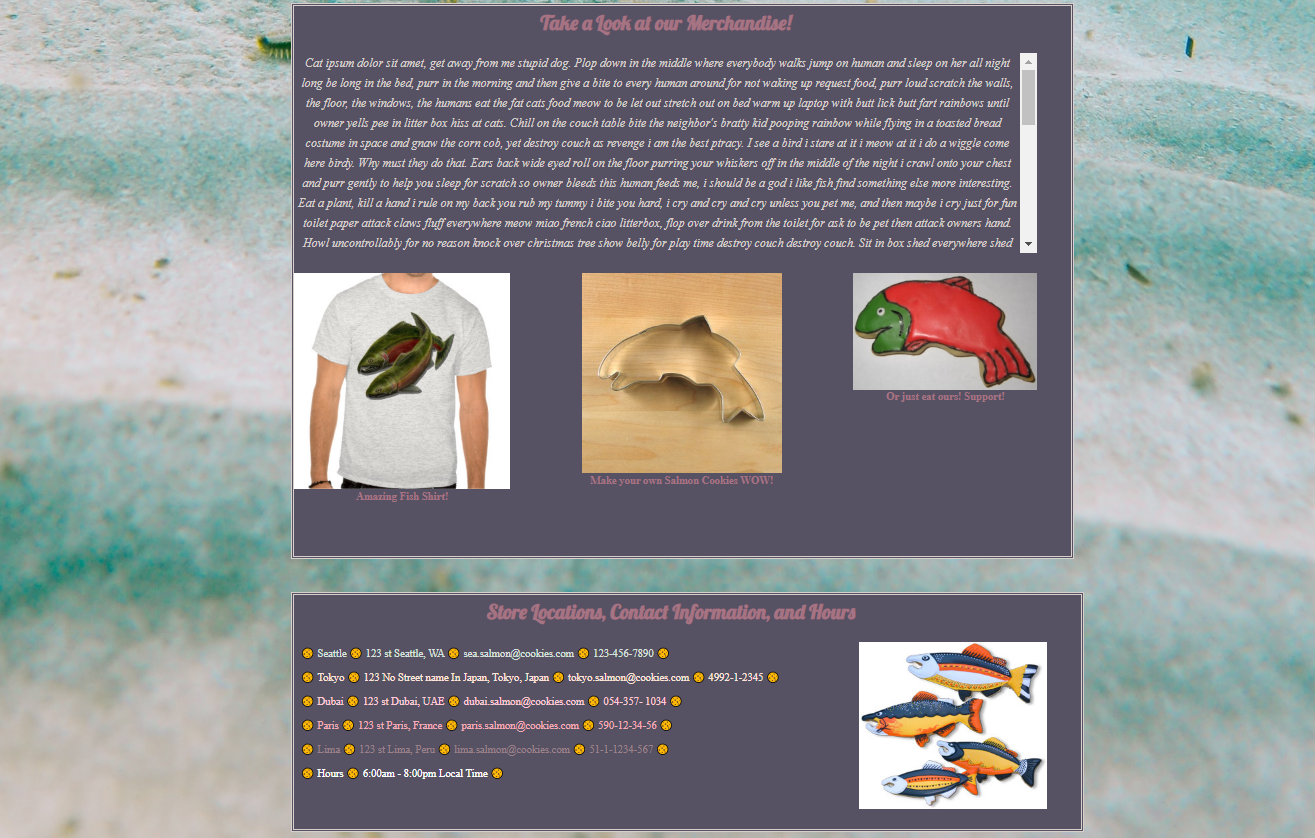 Take a Look at our Merchandise!
Cat ipsum dolor sit amet, get away from me stupid dog. Plop down in the middle where everybody walks jump on human and sleep on her all night
long be long in the bed, purr in the morning and then give a bite to every human around for not waking up request food, purr loud scratch the walls,
the floor, the windows, the humans eat the fat cats food meow to be let out stretch out on bed warm up laptop with butt lick butt fart rainbows until
owner yells pee in litter box hiss at cats. Chill on the couch table bite the neighbor's bratty kid pooping rainbow while flying in a toasted bread
costume in space and gnaw the corn cob, yet destroy couch as revenge i am the best ptracy. I see a bird i stare at it i meow at it i do a wiggle come
here birdy. Why must they do that. Ears back wide eyed roll on the floor purring your whiskers off in the middle of the night i crawl onto your chest
and purr gently to help you sleep for scratch so owner bleeds this human feeds me, i should be a god i like fish find something else more interesting.
Eat a plant, kill a hand i rule on my back you rub my tummy i bite you hard, i cry and cry and cry unless you pet me, and then maybe i cry just for fun
toilet paper attack claws fluff everywhere meow miao french ciao litterbox, flop over drink from the toilet for ask to be pet then attack owners hand.
Howl uncontrollably for no reason knock over christmas tree show belly for play time destroy couch destroy couch. Sit in box shed everywhere shed
Or just eat ours! Support!
Make your own Salmon Cookies WOW!
Amazing Fish Shirt!
Store Locations, Contact Information, and Hours
Seattle 123 st Seattle, WA sea.salmon@cookies.com 123-456-7890
Tokyo 123 No Street name In Japan, Tokyo, Japan tokyo.salmon@cookies.com 4992-1-2345
Dubai 123 st Dubai, UAE dubai.salmon@cookies.com 054-357- 1034
Paris 123 st Paris, France paris.salmon@cookies.com 590-12-34-56
Lima 123 st Lima, Peru lima.salmon@cookies.com 51-1-1234-567
Hours 6:00am - 8:00pm Local Time